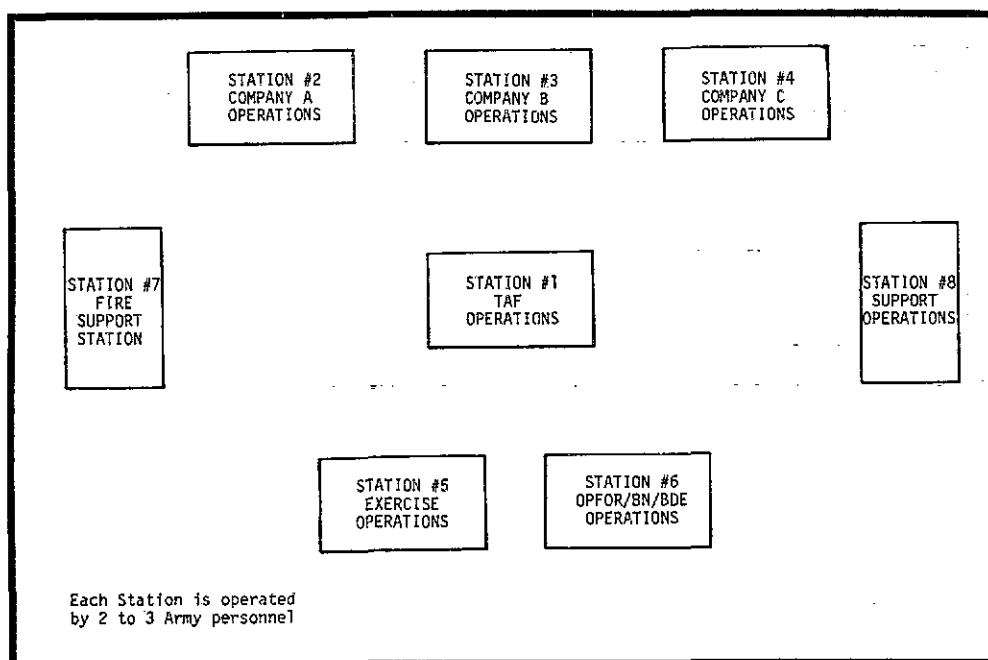 STATION #2
COMPANY A
OPERATIONS
STATION #3
COMPANY B
OPERATIONS
STATION #4
COMPANY C
OPERATIONS
STATION #7
FIRE
SUPPORT
STATION
STATION #1
TAF
OPERATIONS
STATION #8
SUPPORT
OPERATIONS
STATION #5
EXERCISE
OPERATIONS
STATION #6
OPFOR/BN/BDE
OPERATIONS
Each Station is operated
by 2 to 3 Army personnel